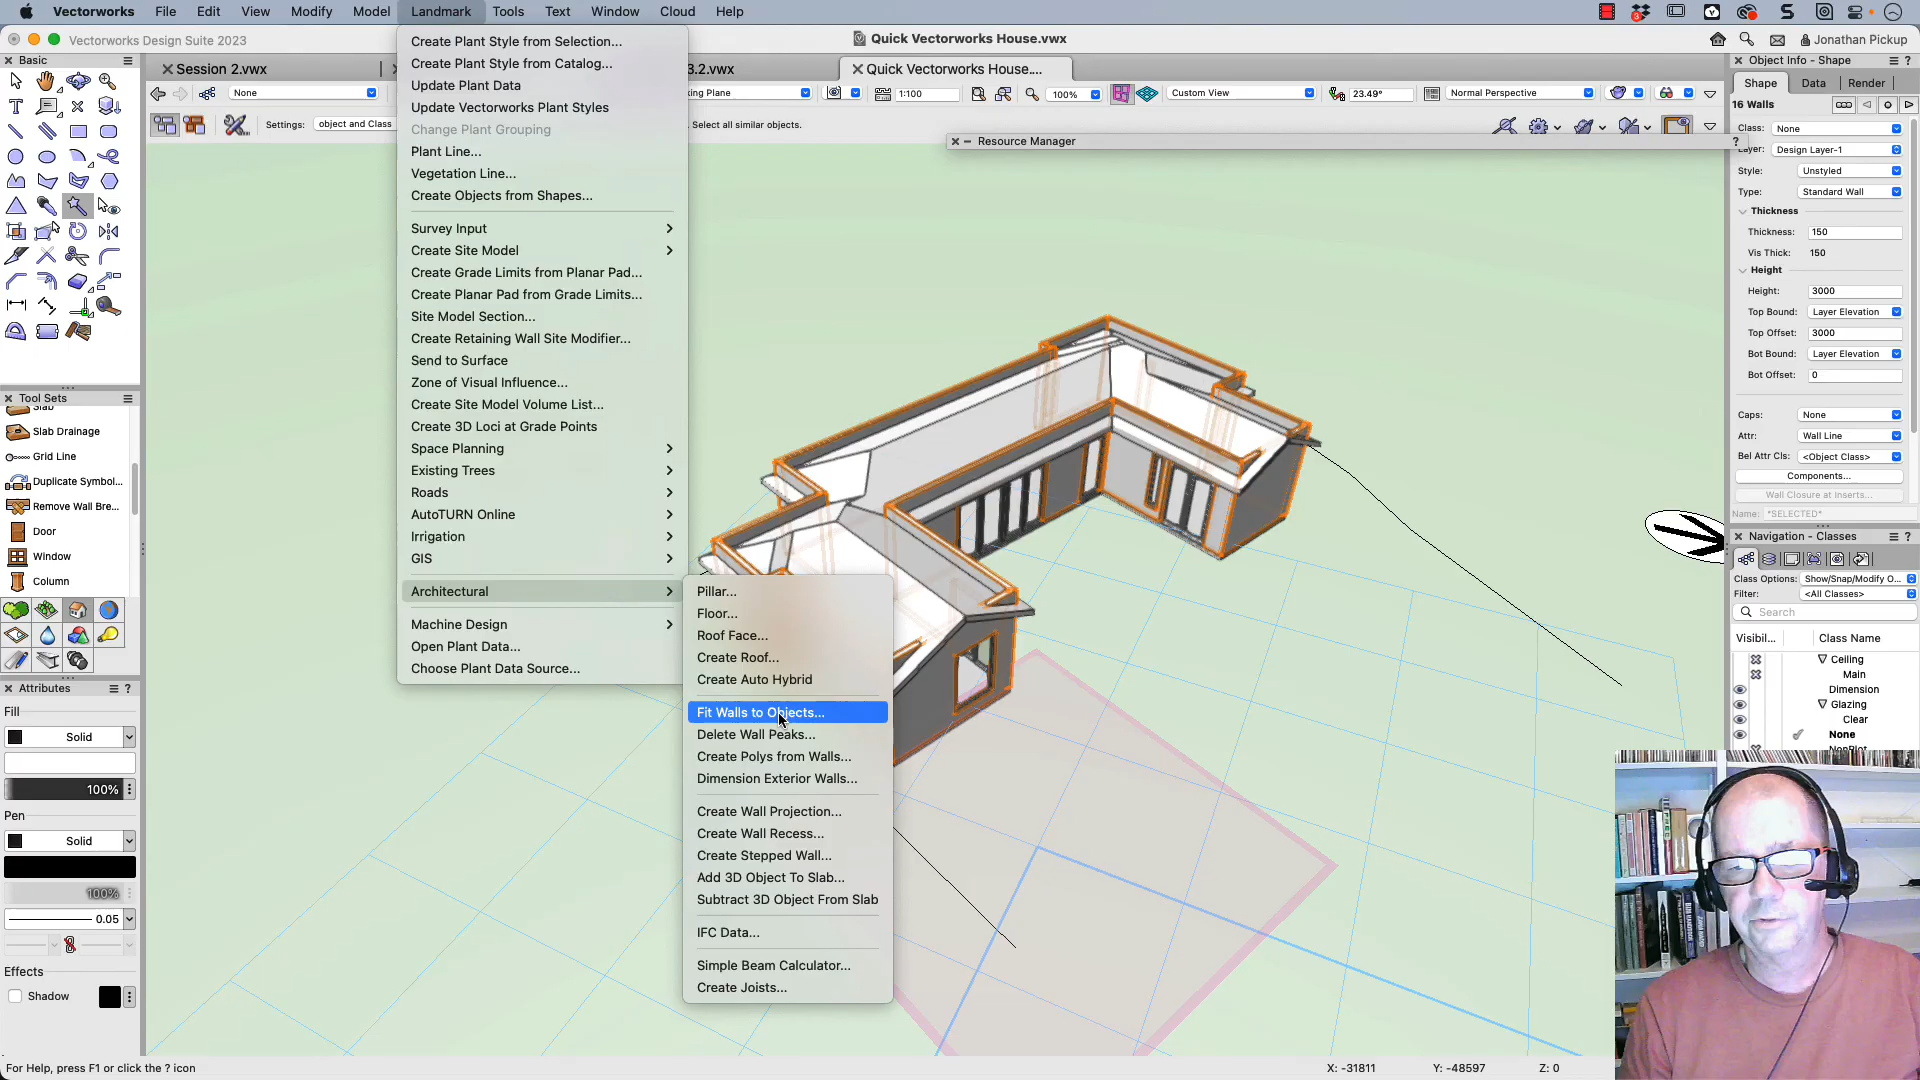 Vectorworks File Edit View Modify Model Landmark Tools Text Window Cloud Help
Vectorworks Design Suite 2023
Quick Vectorworks House.vwx
Jonathan Pickup
Basic
Session 2.vwx
3.2.vwx
Quick Vectorworks House....
None
king Plane
1:100
100%
Custom View
23.49°
Normal Perspective
Settings: object and Class
. Select all similar objects.
Resource Manager
?
Create Plant Style from Selection...
Create Plant Style from Catalog...
Update Plant Data
Update Vectorworks Plant Styles
Change Plant Grouping
Plant Line...
Vegetation Line...
Create Objects from Shapes...
Survey Input
Create Site Model
Create Grade Limits from Planar Pad...
Create Planar Pad from Grade Limits...
Site Model Section...
Create Retaining Wall Site Modifier...
Send to Surface
Zone of Visual Influence...
Create Site Model Volume List...
Create 3D Loci at Grade Points
Space Planning
Existing Trees
Roads
AutoTURN Online
Irrigation
GIS
Architectural
Machine Design
Open Plant Data...
Choose Plant Data Source...
Pillar...
Floor...
Roof Face...
Create Roof...
Create Auto Hybrid
Fit Walls to Objects...
Delete Wall Peaks...
Create Polys from Walls...
Dimension Exterior Walls...
Create Wall Projection...
Create Wall Recess...
Create Stepped Wall...
Add 3D Object To Slab...
Subtract 3D Object From Slab
IFC Data...
Simple Beam Calculator...
Create Joists...
Tool Sets
Slab
Slab Drainage
Grid Line
Duplicate Symbol...
Remove Wall Bre...
Door
Window
Column
Attributes
?
Fill
Solid
100%
Pen
Solid
100%
0.05
Effects
Shadow
Object Info - Shape
?
Shape Data Render
16 Walls
Class: None
Layer: Design Layer-1
Style: Unstyled
Type: Standard Wall
Thickness
Thickness: 150
Vis Thick: 150
Height
Height: 3000
Top Bound: Layer Elevation
Top Offset: 3000
Bot Bound: Layer Elevation
Bot Offset: 0
Caps: None
Attr: Wall Line
Bel Attr Cls: <Object Class>
Components...
Wall Closure at Inserts...
Name: *SELECTED*
Navigation - Classes
?
Class Options: Show/Snap/Modify O...
Filter: <All Classes>
Search
Visibil... Class Name
Ceiling
Main
Dimension
Glazing
Clear
None
NonPlot
For Help, press F1 or click the ? icon
X: -31811 Y: -48597 Z: 0